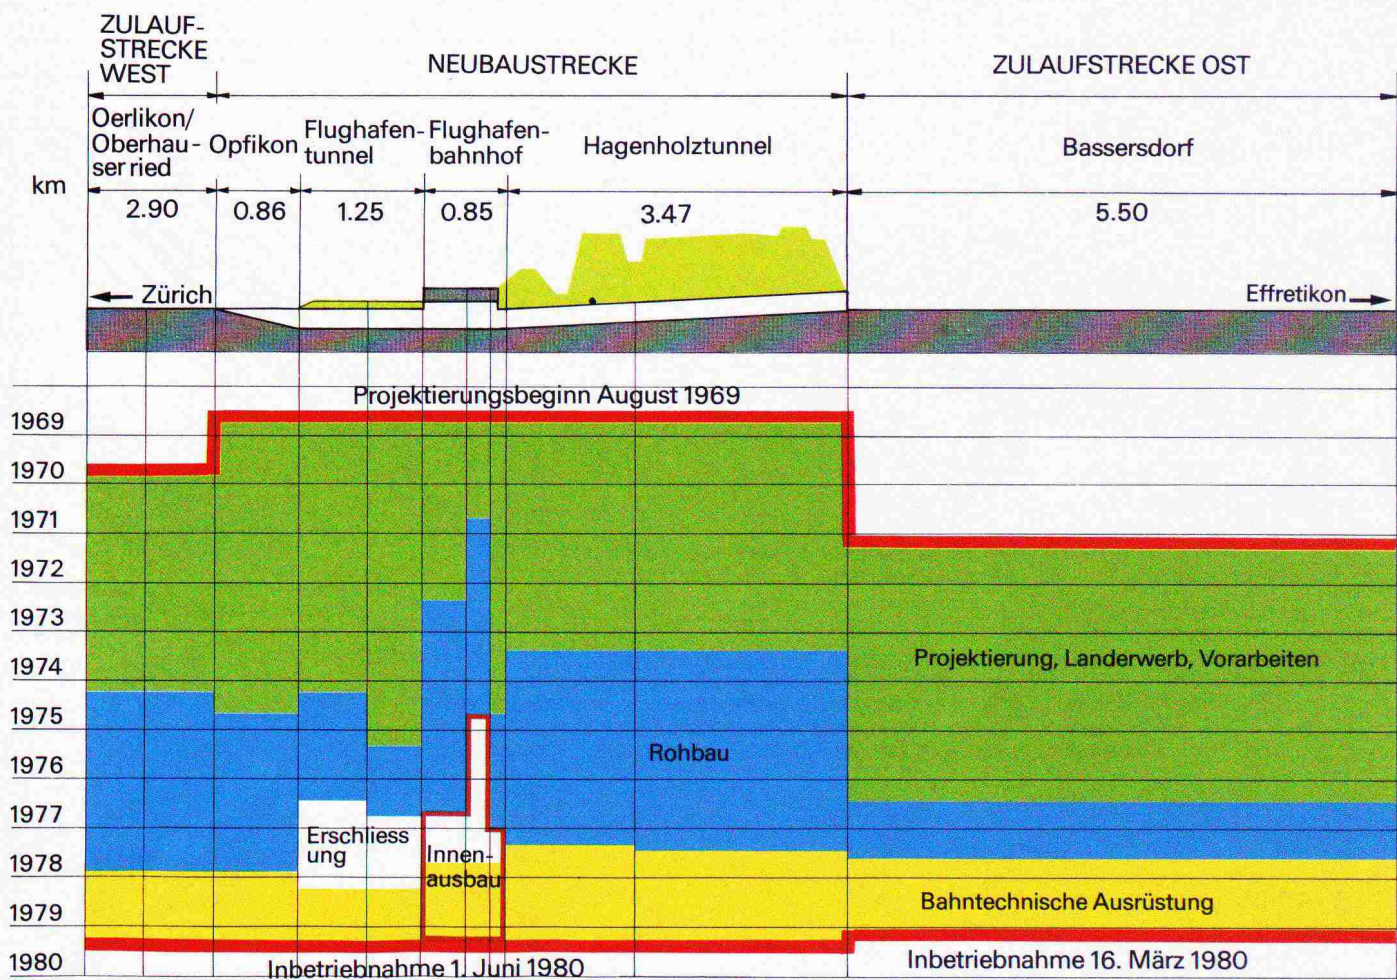 ZULAUF-
STRECKE
WEST
NEUBAUSTRECKE
ZULAUFSTRECKE OST
Oerlikon/
Oberhau-
ser ried
Opfikon
Flughafen-
tunnel
Flughafen-
bahnhof
Hagenholztunnel
Bassersdorf
km
2.90
0.86
1.25
0.85
3.47
5.50
Zürich
Effretikon
Projektierungsbeginn August 1969
1969
1970
1971
1972
1973
1974
Projektierung, Landerwerb, Vorarbeiten
1975
Rohbau
1976
1977
Erschliess
ung
Innen-
ausbau
1978
Bahntechnische Ausrüstung
1979
1980
Inbetriebnahme 1. Juni 1980
Inbetriebnahme 16. März 1980